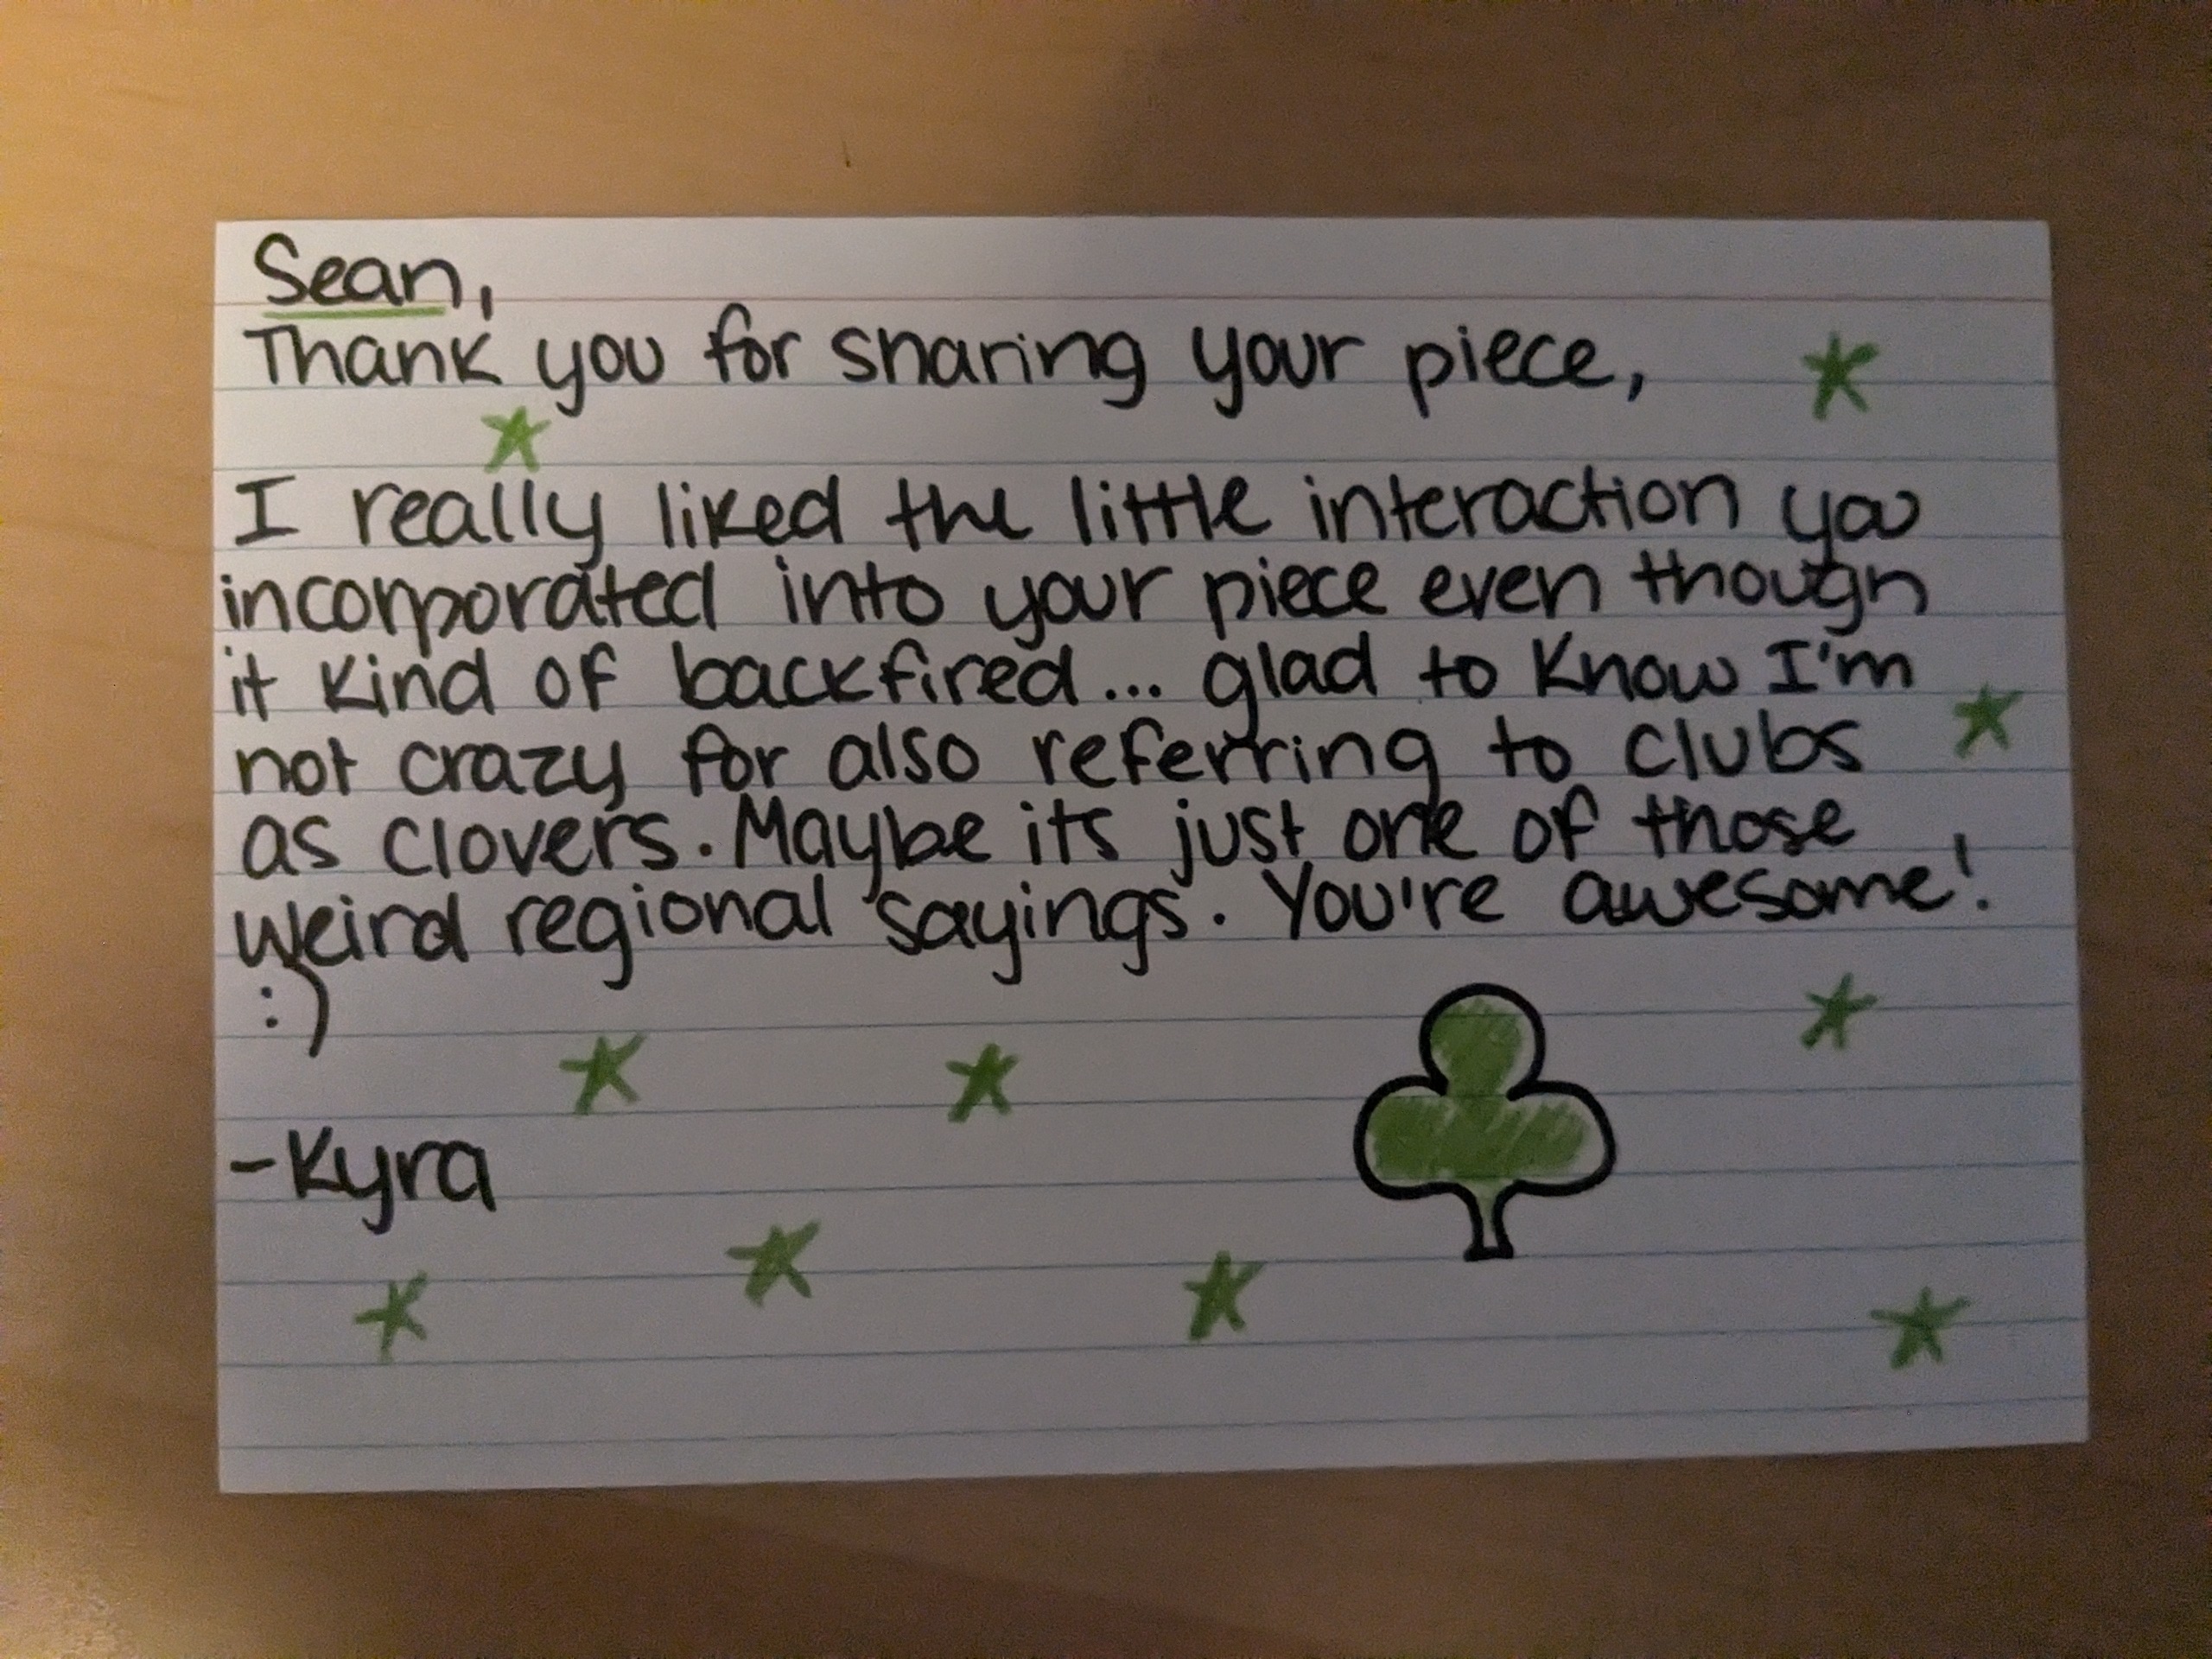 Sean,
Thank you for sharing your piece,
I really liked the little interaction you
incorporated into your piece even though
it kind of backfired... glad to know I'm
not crazy for also referring to clubs
as clovers. Maybe its just one of those
weird regional sayings. You're awesome!
:)
-Kyra